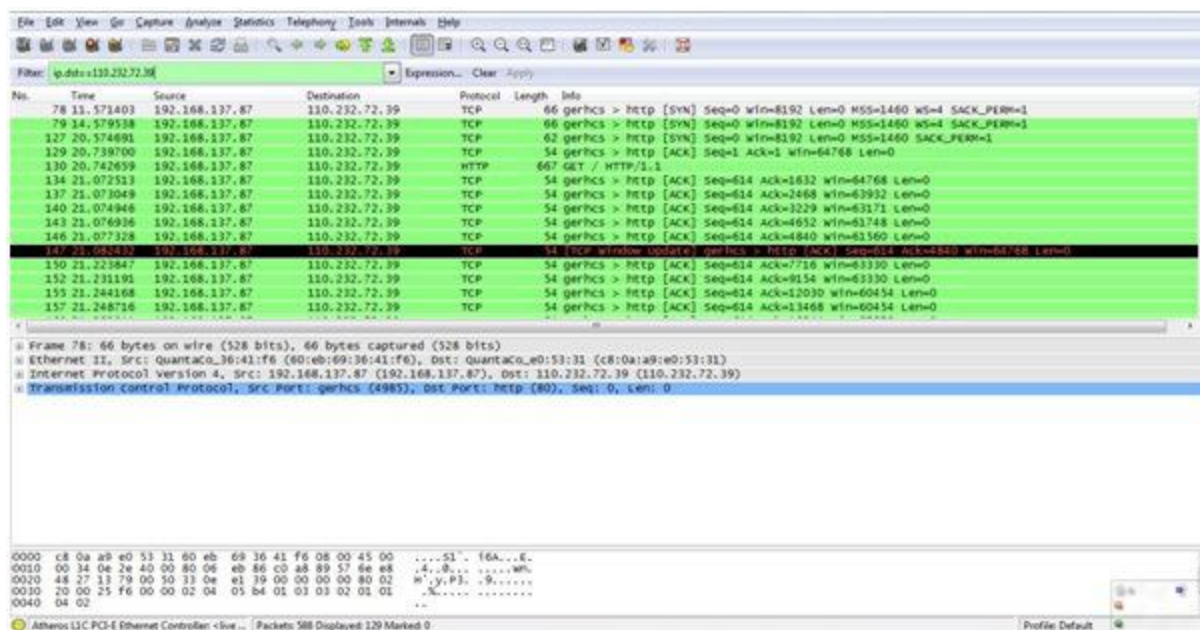 File Edit View Go Capture Analyze Statistics Telephony Tools Internals Help
Filter: ip.dst==110.232.72.39 Expression... Clear Apply
No. Time Source Destination Protocol Length Info
78 11.571403 192.168.137.87 110.232.72.39 TCP 66 gerhcs > http [SYN] Seq=0 Win=8192 Len=0 MSS=1460 WS=4 SACK_PERM=1
79 14.579538 192.168.137.87 110.232.72.39 TCP 66 gerhcs > http [SYN] Seq=0 Win=8192 Len=0 MSS=1460 WS=4 SACK_PERM=1
127 20.574691 192.168.137.87 110.232.72.39 TCP 62 gerhcs > http [SYN] Seq=0 Win=8192 Len=0 MSS=1460 SACK_PERM=1
129 20.739700 192.168.137.87 110.232.72.39 TCP 54 gerhcs > http [ACK] Seq=1 Ack=1 Win=64768 Len=0
130 20.742659 192.168.137.87 110.232.72.39 HTTP 667 GET / HTTP/1.1
134 21.072513 192.168.137.87 110.232.72.39 TCP 54 gerhcs > http [ACK] Seq=614 Ack=1632 Win=64768 Len=0
137 21.073049 192.168.137.87 110.232.72.39 TCP 54 gerhcs > http [ACK] Seq=614 Ack=2468 Win=63932 Len=0
140 21.074946 192.168.137.87 110.232.72.39 TCP 54 gerhcs > http [ACK] Seq=614 Ack=3229 Win=63171 Len=0
143 21.076936 192.168.137.87 110.232.72.39 TCP 54 gerhcs > http [ACK] Seq=614 Ack=4652 Win=61748 Len=0
146 21.077328 192.168.137.87 110.232.72.39 TCP 54 gerhcs > http [ACK] Seq=614 Ack=4840 Win=61560 Len=0
147 21.082432 192.168.137.87 110.232.72.39 TCP 54 [TCP Window Update] gerhcs > http [ACK] Seq=614 Ack=4840 Win=64768 Len=0
150 21.223847 192.168.137.87 110.232.72.39 TCP 54 gerhcs > http [ACK] Seq=614 Ack=7716 Win=63330 Len=0
152 21.231191 192.168.137.87 110.232.72.39 TCP 54 gerhcs > http [ACK] Seq=614 Ack=9154 Win=63330 Len=0
155 21.244168 192.168.137.87 110.232.72.39 TCP 54 gerhcs > http [ACK] Seq=614 Ack=12030 Win=60454 Len=0
157 21.248716 192.168.137.87 110.232.72.39 TCP 54 gerhcs > http [ACK] Seq=614 Ack=13468 Win=60454 Len=0
Frame 78: 66 bytes on wire (528 bits), 66 bytes captured (528 bits)
Ethernet II, Src: QuantaCo_36:41:f6 (60:eb:69:36:41:f6), Dst: QuantaCo_e0:53:31 (c8:0a:a9:e0:53:31)
Internet Protocol Version 4, Src: 192.168.137.87 (192.168.137.87), Dst: 110.232.72.39 (110.232.72.39)
Transmission Control Protocol, Src Port: gerhcs (4985), Dst Port: http (80), Seq: 0, Len: 0
0000 c8 0a a9 e0 53 31 60 eb 69 36 41 f6 08 00 45 00 ....S1`. i6A...E.
0010 00 34 0e 2e 40 00 80 06 eb 86 c0 a8 89 57 6e e8 .4..@... .....Wn.
0020 48 27 13 79 00 50 33 0e e1 39 00 00 00 00 80 02 H'.y.P3. .9......
0030 20 00 25 f6 00 00 02 04 05 b4 01 03 03 02 01 01 .%..... ........
0040 04 02 ..
Atheros L1C PCI-E Ethernet Controller: <live ... Packets: 588 Displayed: 129 Marked: 0 Profile: Default